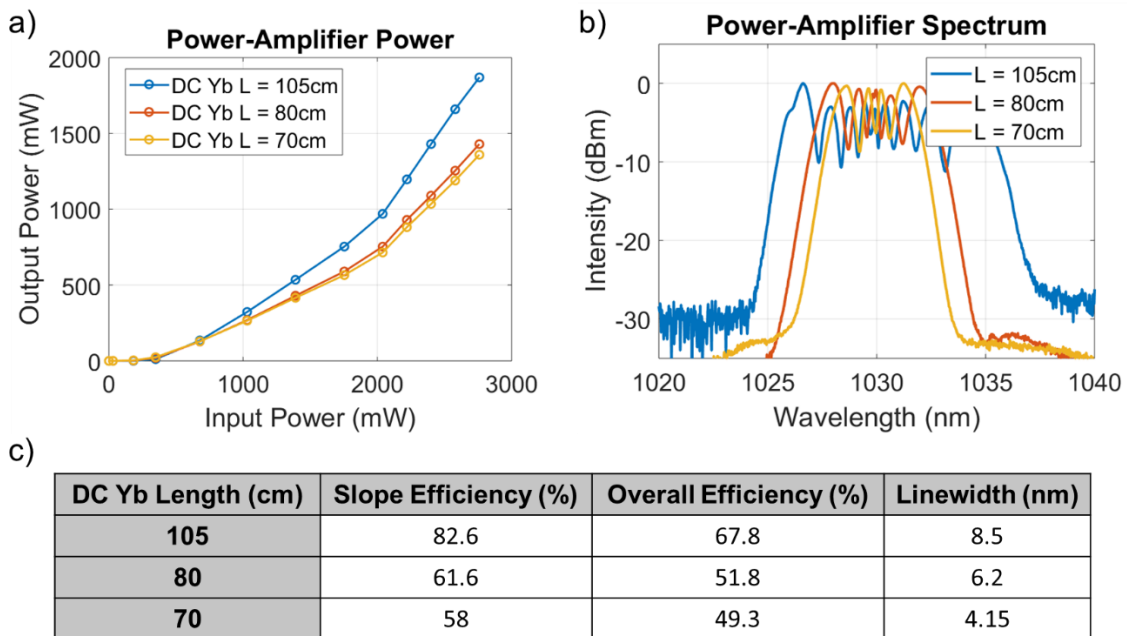 a)
Power-Amplifier Power
2000
1500
1000
500
0
Output Power (mW)
DC Yb L = 105cm
DC Yb L = 80cm
DC Yb L = 70cm
0 1000 2000 3000
Input Power (mW)
b)
Power-Amplifier Spectrum
0
-10
-20
-30
Intensity (dBm)
L = 105cm
L = 80cm
L = 70cm
1020 1025 1030 1035 1040
Wavelength (nm)
c)
DC Yb Length (cm) Slope Efficiency (%) Overall Efficiency (%) Linewidth (nm)
105 82.6 67.8 8.5
80 61.6 51.8 6.2
70 58 49.3 4.15